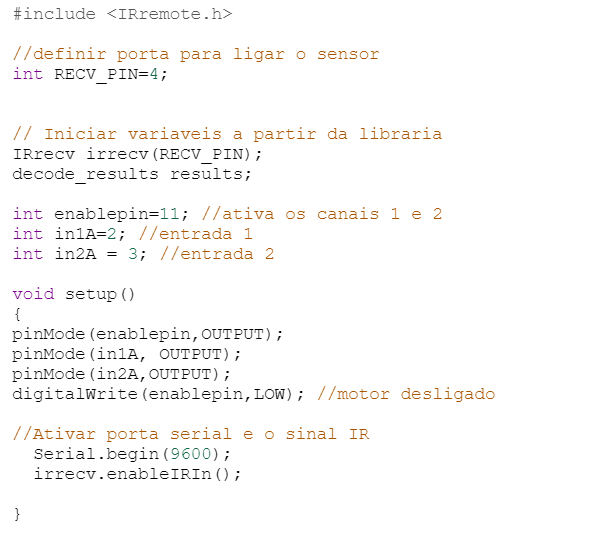 #include <IRremote.h>
//definir porta para ligar o sensor
int RECV_PIN=4;
// Iniciar variaveis a partir da libraria
IRrecv irrecv(RECV_PIN);
decode_results results;
int enablepin=11; //ativa os canais 1 e 2
int in1A=2; //entrada 1
int in2A = 3; //entrada 2
void setup()
{
pinMode(enablepin,OUTPUT);
pinMode(in1A, OUTPUT);
pinMode(in2A,OUTPUT);
digitalWrite(enablepin,LOW); //motor desligado
//Ativar porta serial e o sinal IR
  Serial.begin(9600);
  irrecv.enableIRIn();
}